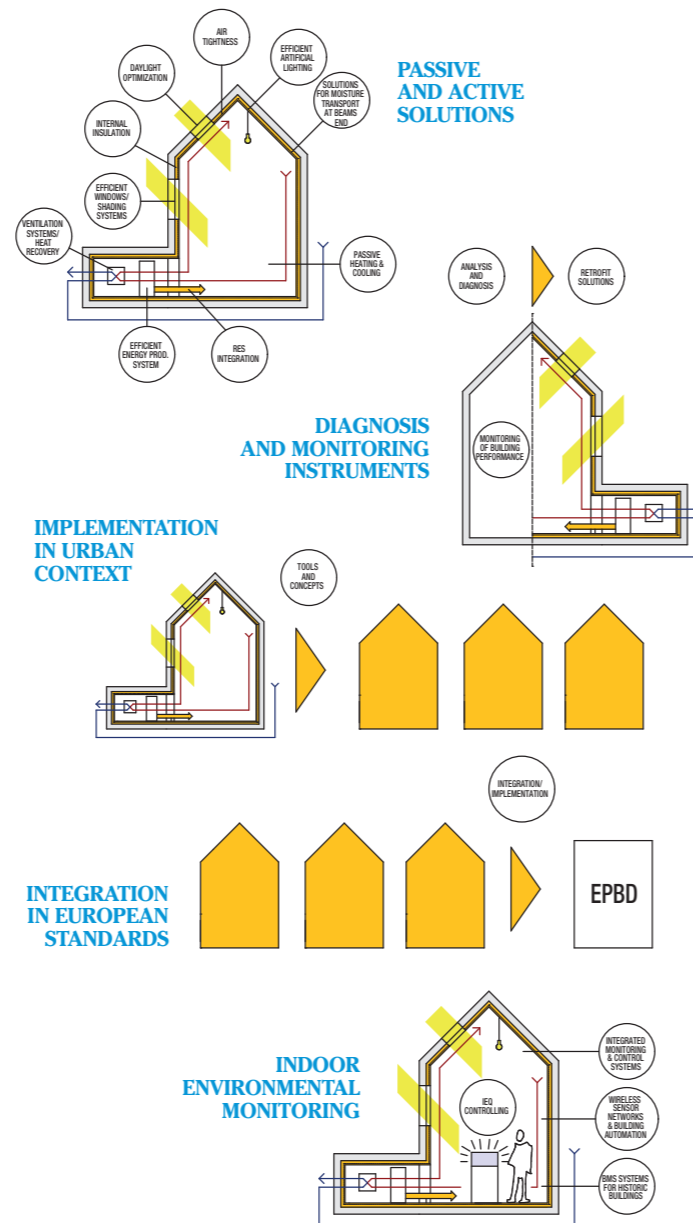 AIR
TIGHTNESS
EFFICIENT
ARTIFICIAL
LIGHTING
DAYLIGHT
OPTIMIZATION
SOLUTIONS
FOR MOISTURE
TRANSPORT
AT BEAMS
END
PASSIVE
AND ACTIVE
SOLUTIONS
INTERNAL
INSULATION
EFFICIENT
WINDOWS/
SHADING
SYSTEMS
VENTILATION
SYSTEMS/
HEAT
RECOVERY
PASSIVE
HEATING &
COOLING
EFFICIENT
ENERGY PROD.
SYSTEM
RES
INTEGRATION
ANALYSIS
AND
DIAGNOSIS
RETROFIT
SOLUTIONS
DIAGNOSIS
AND MONITORING
INSTRUMENTS
MONITORING
OF BUILDING
PERFORMANCE
IMPLEMENTATION
IN URBAN
CONTEXT
TOOLS
AND
CONCEPTS
INTEGRATION/
IMPLEMENTATION
INTEGRATION
IN EUROPEAN
STANDARDS
EPBD
INDOOR
ENVIRONMENTAL
MONITORING
IEQ
CONTROLLING
INTEGRATED
MONITORING
& CONTROL
SYSTEMS
WIRELESS
SENSOR
NETWORKS
& BUILDING
AUTOMATION
BMS SYSTEMS
FOR HISTORIC
BUILDINGS